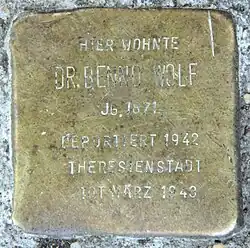 HIER WOHNTE
DR. BENNO WOLF
JG. 1871
DEPORTIERT 1942
THERESIENSTADT
TOT MÄRZ 1943